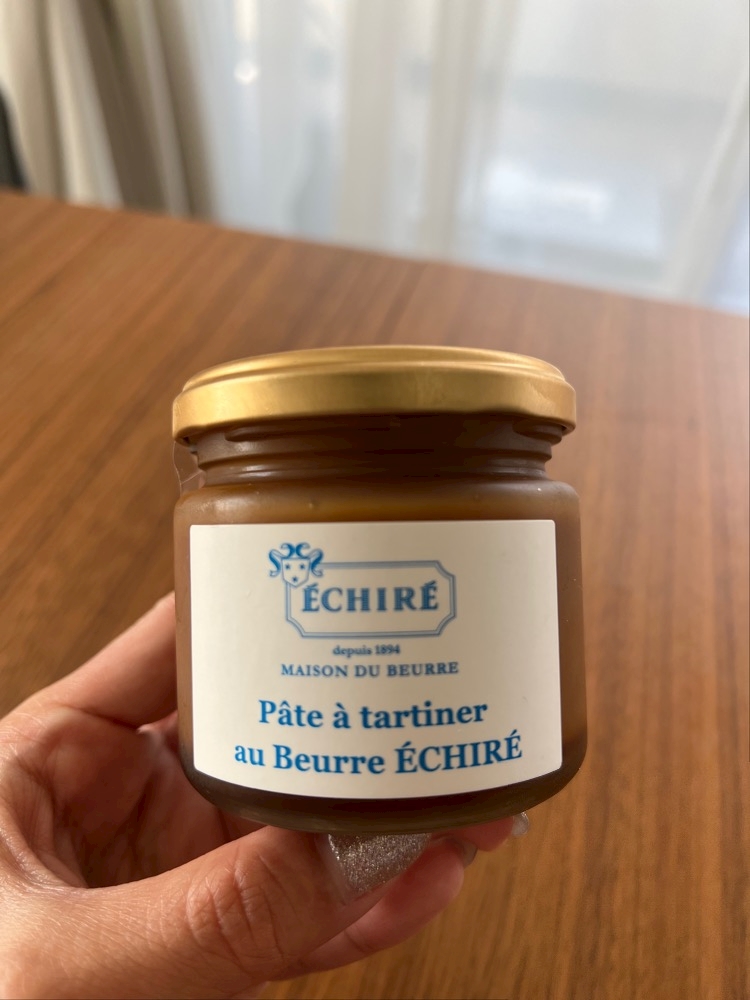 ÉCHIRÉ
depuis 1894
MAISON DU BEURRE
Pâte à tartiner
au Beurre ÉCHIRÉ